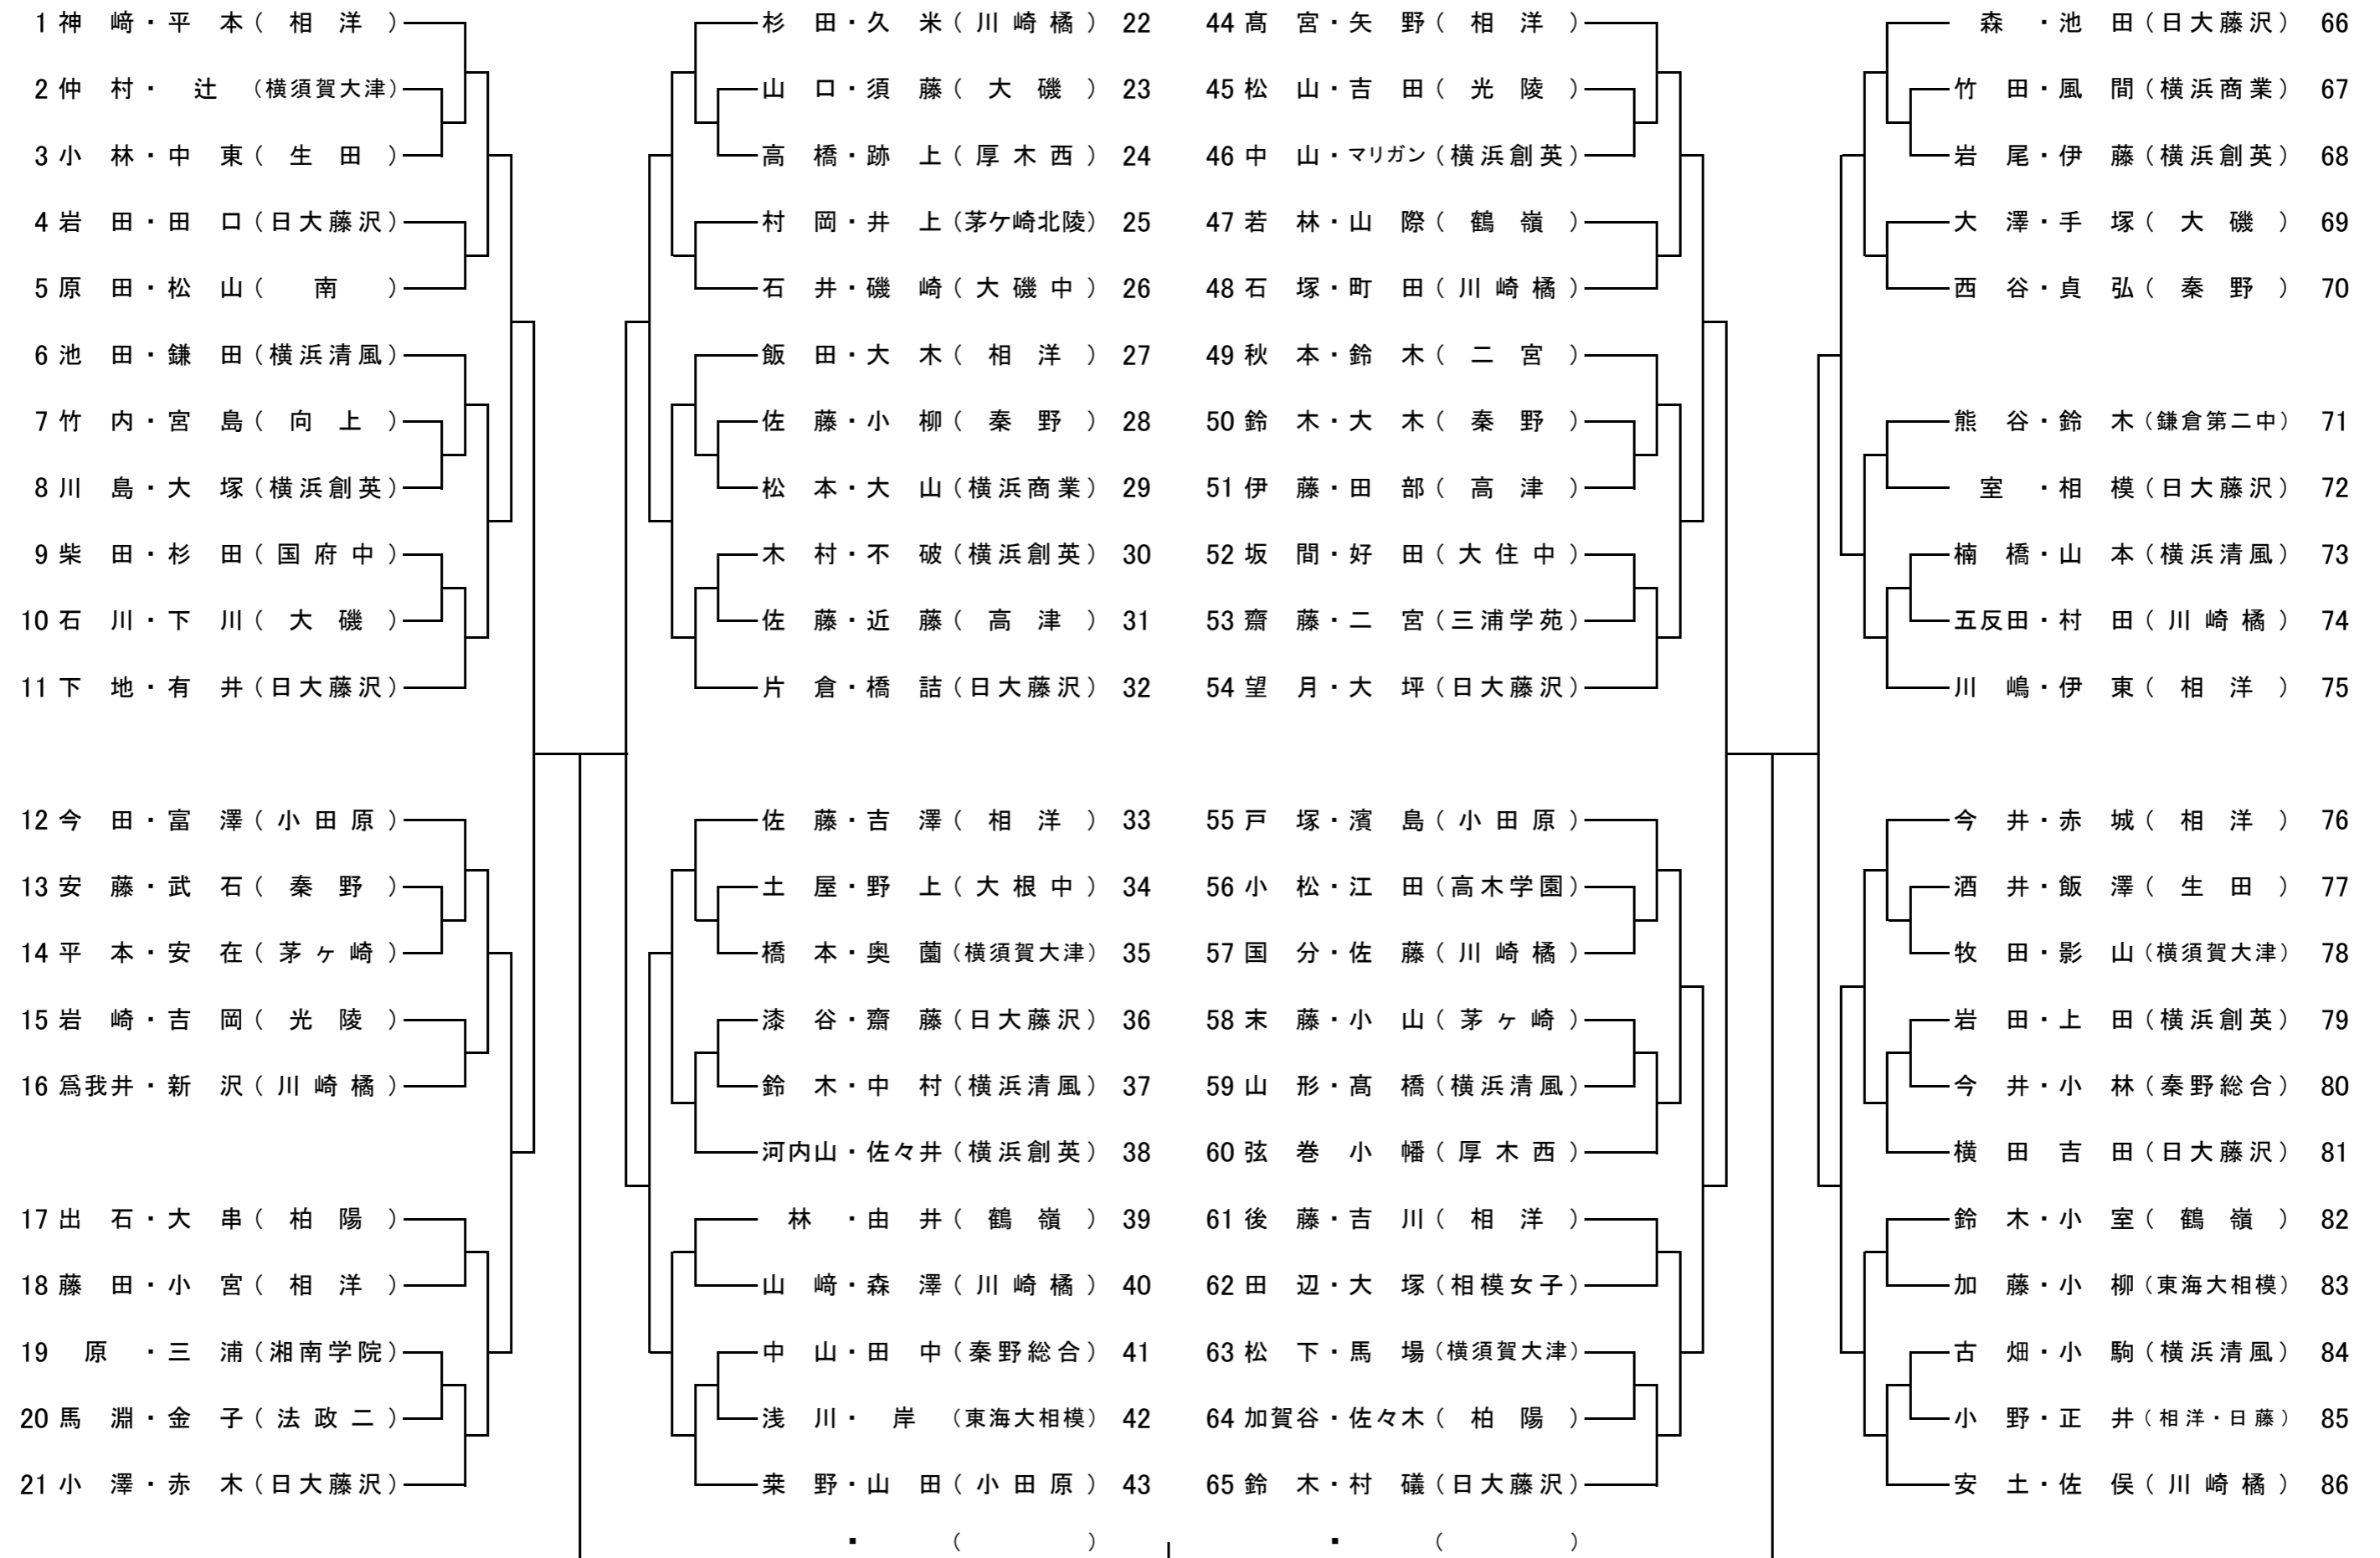 1 神﨑・平本(相洋)
2 仲村・辻(横須賀大津)
3 小林・中東(生田)
4 岩田・田口(日大藤沢)
5 原田・松山(南)
6 池田・鎌田(横浜清風)
7 竹内・宮島(向上)
8 川島・大塚(横浜創英)
9 柴田・杉田(国府中)
10 石川・下川(大磯)
11 下地・有井(日大藤沢)
12 今田・富澤(小田原)
13 安藤・武石(秦野)
14 平本・安在(茅ヶ崎)
15 岩崎・吉岡(光陵)
16 爲我井・新沢(川崎橘)
17 出石・大串(柏陽)
18 藤田・小宮(相洋)
19 原・三浦(湘南学院)
20 馬淵・金子(法政二)
21 小澤・赤木(日大藤沢)
杉田・久米(川崎橘) 22
山口・須藤(大磯) 23
高橋・跡上(厚木西) 24
村岡・井上(茅ケ崎北陵) 25
石井・磯崎(大磯中) 26
飯田・大木(相洋) 27
佐藤・小柳(秦野) 28
松本・大山(横浜商業) 29
木村・不破(横浜創英) 30
佐藤・近藤(高津) 31
片倉・橋詰(日大藤沢) 32
佐藤・吉澤(相洋) 33
土屋・野上(大根中) 34
橋本・奥薗(横須賀大津) 35
漆谷・齋藤(日大藤沢) 36
鈴木・中村(横浜清風) 37
河内山・佐々井(横浜創英) 38
林・由井(鶴嶺) 39
山﨑・森澤(川崎橘) 40
中山・田中(秦野総合) 41
浅川・岸(東海大相模) 42
桒野・山田(小田原) 43
・( )
44 髙宮・矢野(相洋)
45 松山・吉田(光陵)
46 中山・マリガン(横浜創英)
47 若林・山際(鶴嶺)
48 石塚・町田(川崎橘)
49 秋本・鈴木(二宮)
50 鈴木・大木(秦野)
51 伊藤・田部(高津)
52 坂間・好田(大住中)
53 齋藤・二宮(三浦学苑)
54 望月・大坪(日大藤沢)
55 戸塚・濱島(小田原)
56 小松・江田(高木学園)
57 国分・佐藤(川崎橘)
58 末藤・小山(茅ヶ崎)
59 山形・髙橋(横浜清風)
60 弦巻小幡(厚木西)
61 後藤・吉川(相洋)
62 田辺・大塚(相模女子)
63 松下・馬場(横須賀大津)
64 加賀谷・佐々木(柏陽)
65 鈴木・村礒(日大藤沢)
・( )
森・池田(日大藤沢) 66
竹田・風間(横浜商業) 67
岩尾・伊藤(横浜創英) 68
大澤・手塚(大磯) 69
西谷・貞弘(秦野) 70
熊谷・鈴木(鎌倉第二中) 71
室・相模(日大藤沢) 72
楠橋・山本(横浜清風) 73
五反田・村田(川崎橘) 74
川嶋・伊東(相洋) 75
今井・赤城(相洋) 76
酒井・飯澤(生田) 77
牧田・影山(横須賀大津) 78
岩田・上田(横浜創英) 79
今井・小林(秦野総合) 80
横田吉田(日大藤沢) 81
鈴木・小室(鶴嶺) 82
加藤・小柳(東海大相模) 83
古畑・小駒(横浜清風) 84
小野・正井(相洋・日藤) 85
安土・佐俣(川崎橘) 86